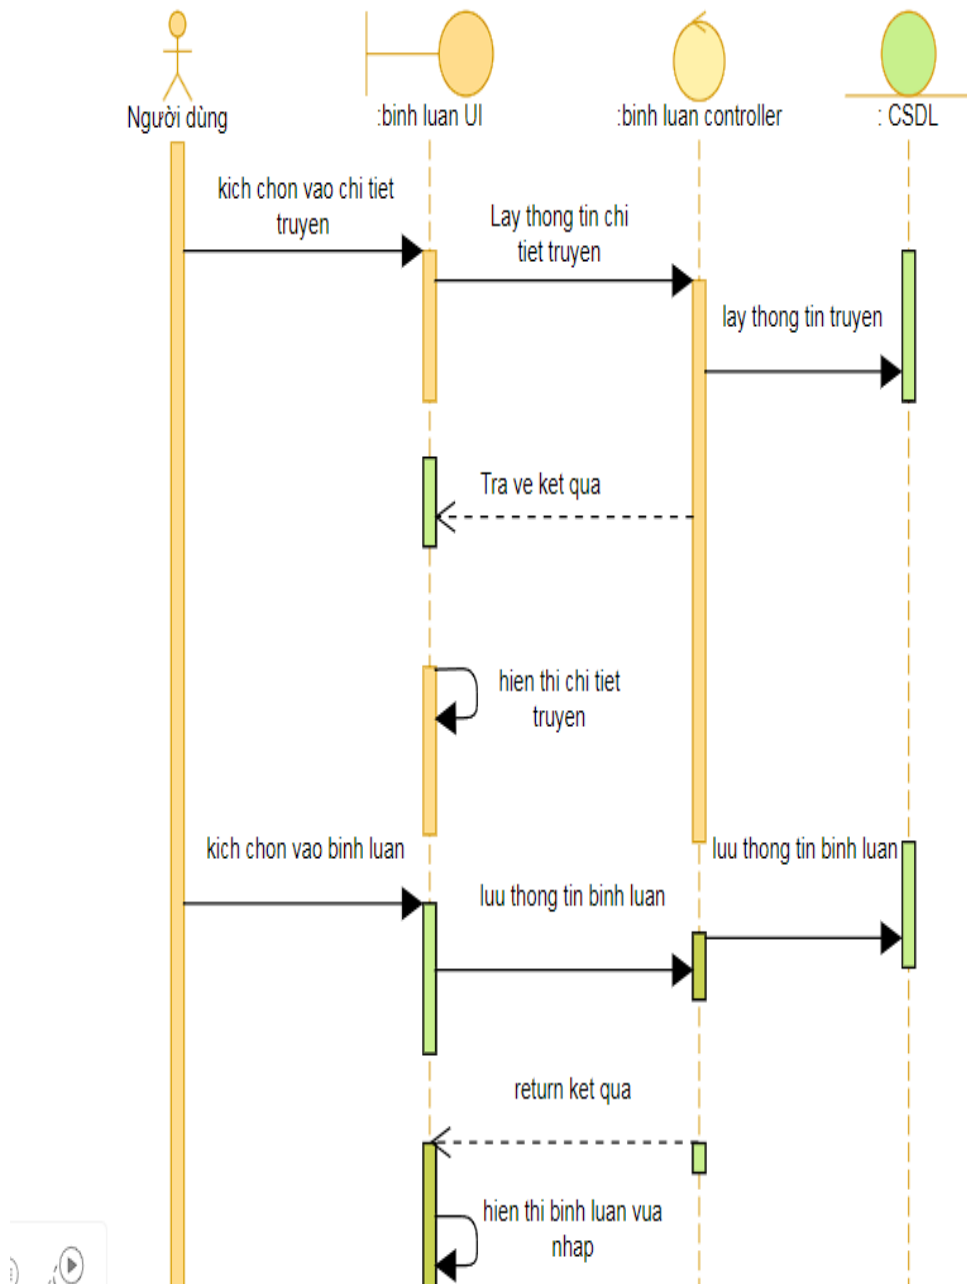 Người dùng
:binh luan UI
:binh luan controller
: CSDL
kich chon vao chi tiet
truyen
Lay thong tin chi
tiet truyen
lay thong tin truyen
Tra ve ket qua
hien thi chi tiet
truyen
kich chon vao binh luan
luu thong tin binh luan
luu thong tin binh luan
return ket qua
hien thi binh luan vua
nhap